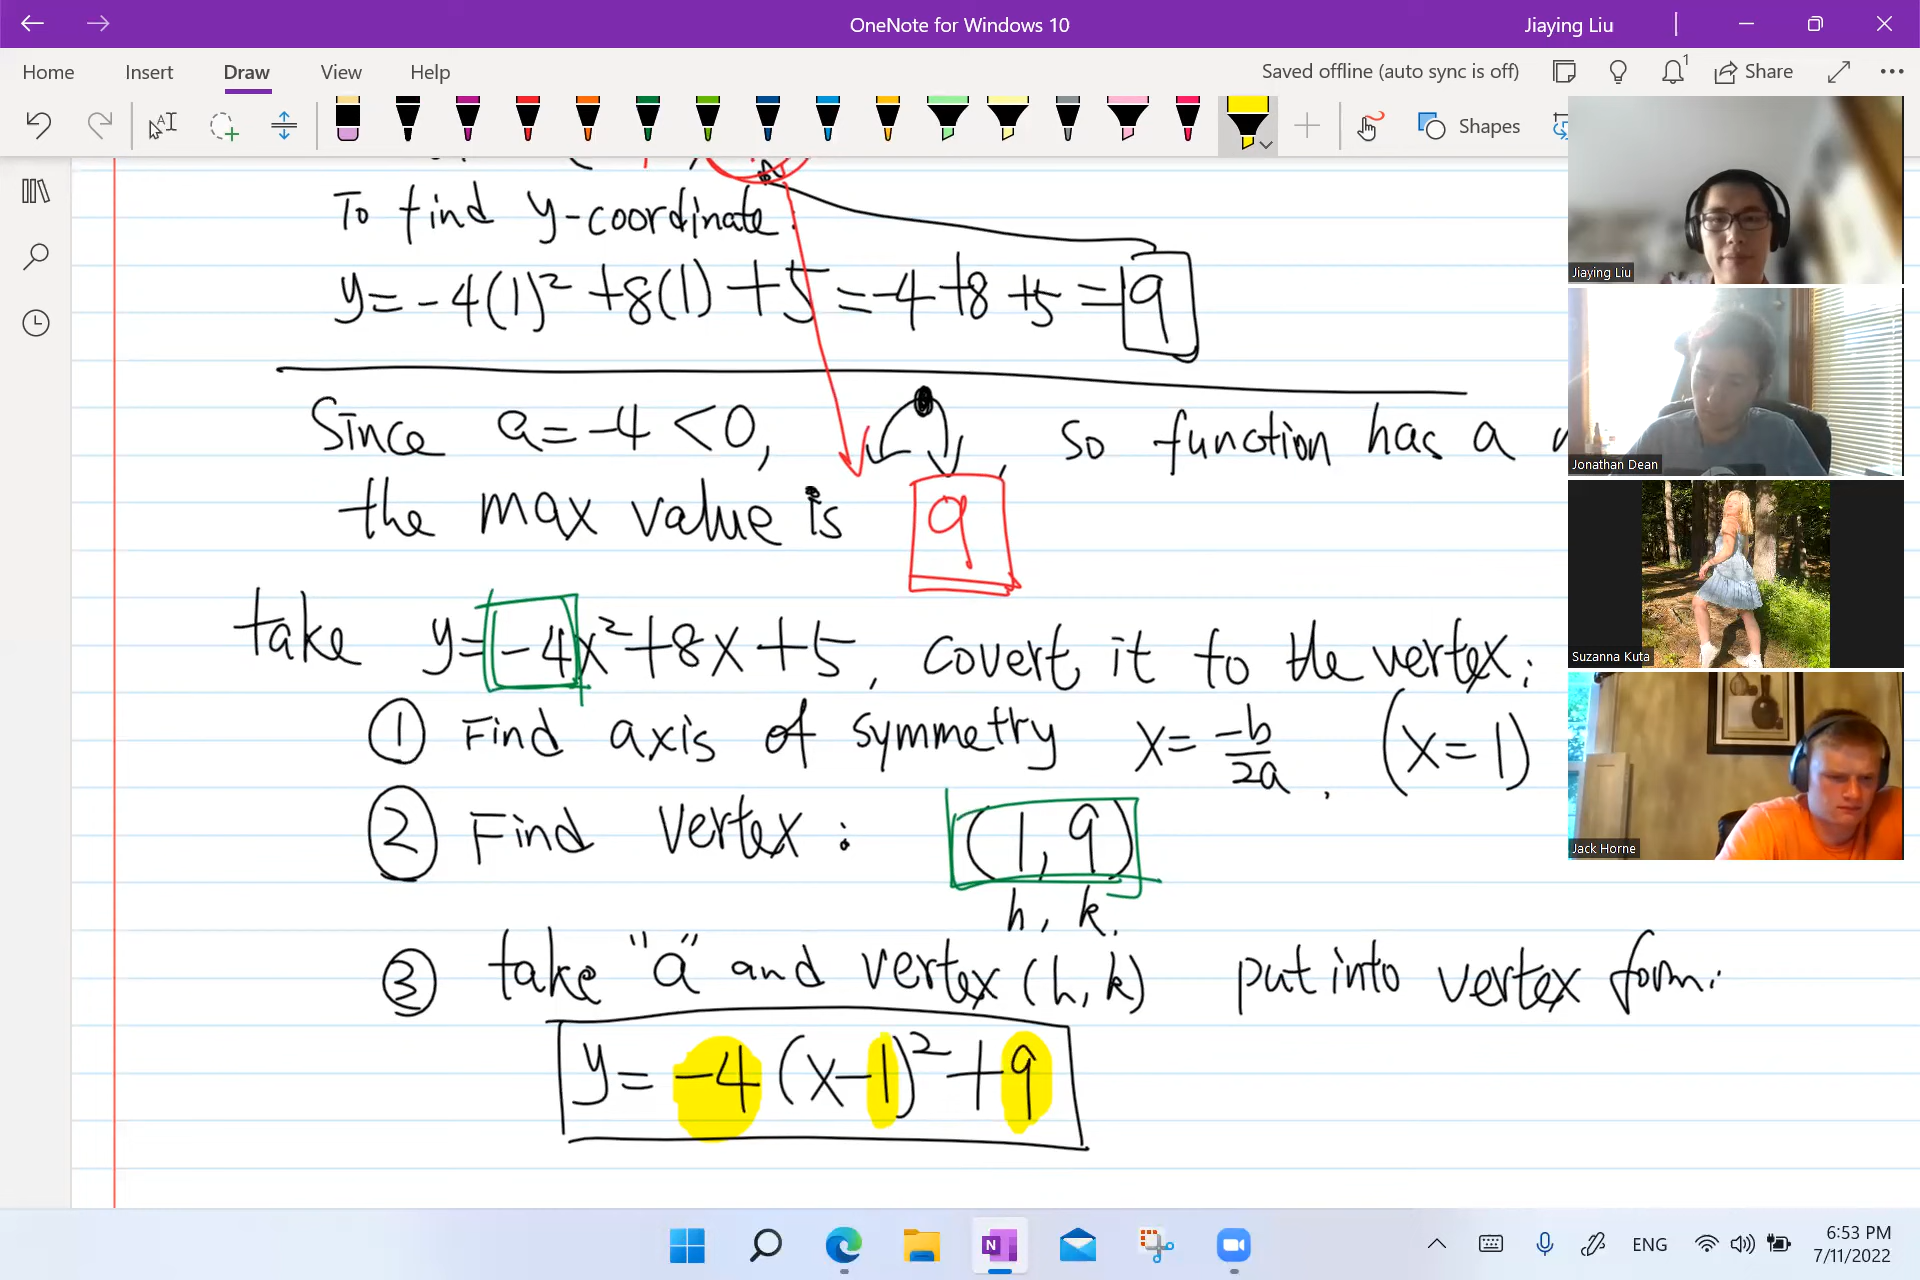 OneNote for Windows 10
Jiaying Liu
Home Insert Draw View Help
Saved offline (auto sync is off)
1
Share
Shapes
To find y-coordinate:
y=-4(1)²+8(1)+5=-4+8+5=9
Since a=-4<0,
so function has a
the max value is 9
take y=-4x²+8x+5, covert it to the vertex:
① Find axis of symmetry x=-b/2a. (x=1)
② Find vertex: (1,9)
h, k.
③ take "a" and vertex (h,k) put into vertex form:
y=-4(x-1)²+9
Jiaying Liu
Jonathan Dean
Suzanna Kuta
Jack Horne
ENG
6:53 PM
7/11/2022